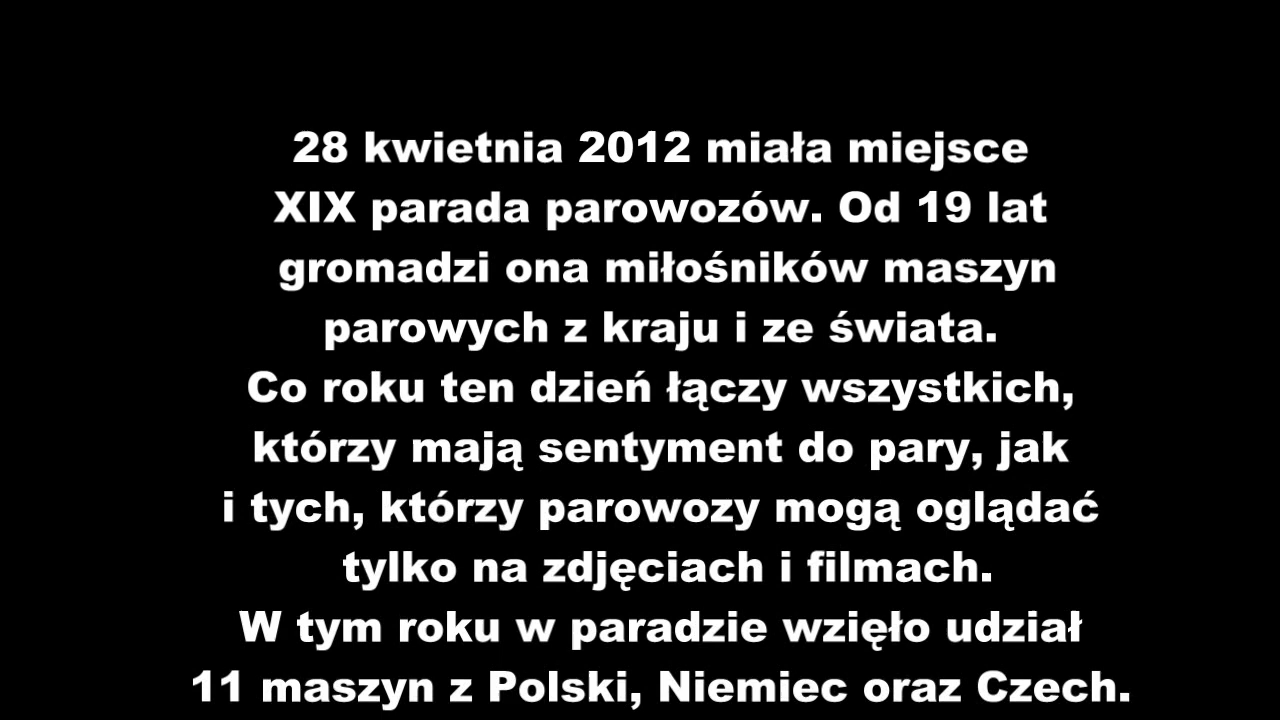 28 kwietnia 2012 miała miejsce
XIX parada parowozów. Od 19 lat
gromadzi ona miłośników maszyn
parowych z kraju i ze świata.
Co roku ten dzień łączy wszystkich,
którzy mają sentyment do pary, jak
i tych, którzy parowozy mogą oglądać
tylko na zdjęciach i filmach.
W tym roku w paradzie wzięło udział
11 maszyn z Polski, Niemiec oraz Czech.